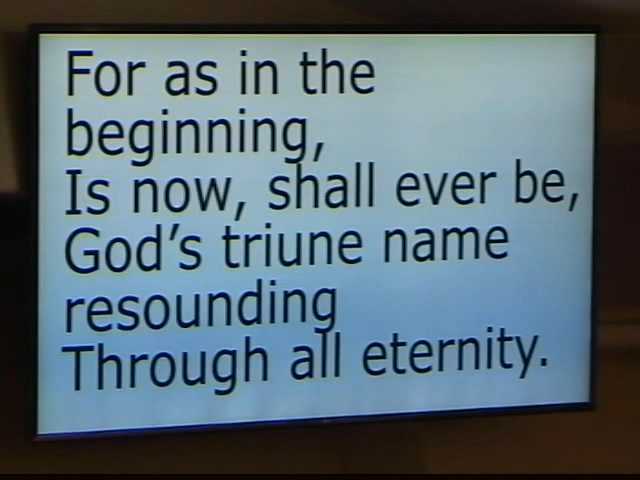 For as in the
beginning,
Is now, shall ever be,
God's triune name
resounding
Through all eternity.